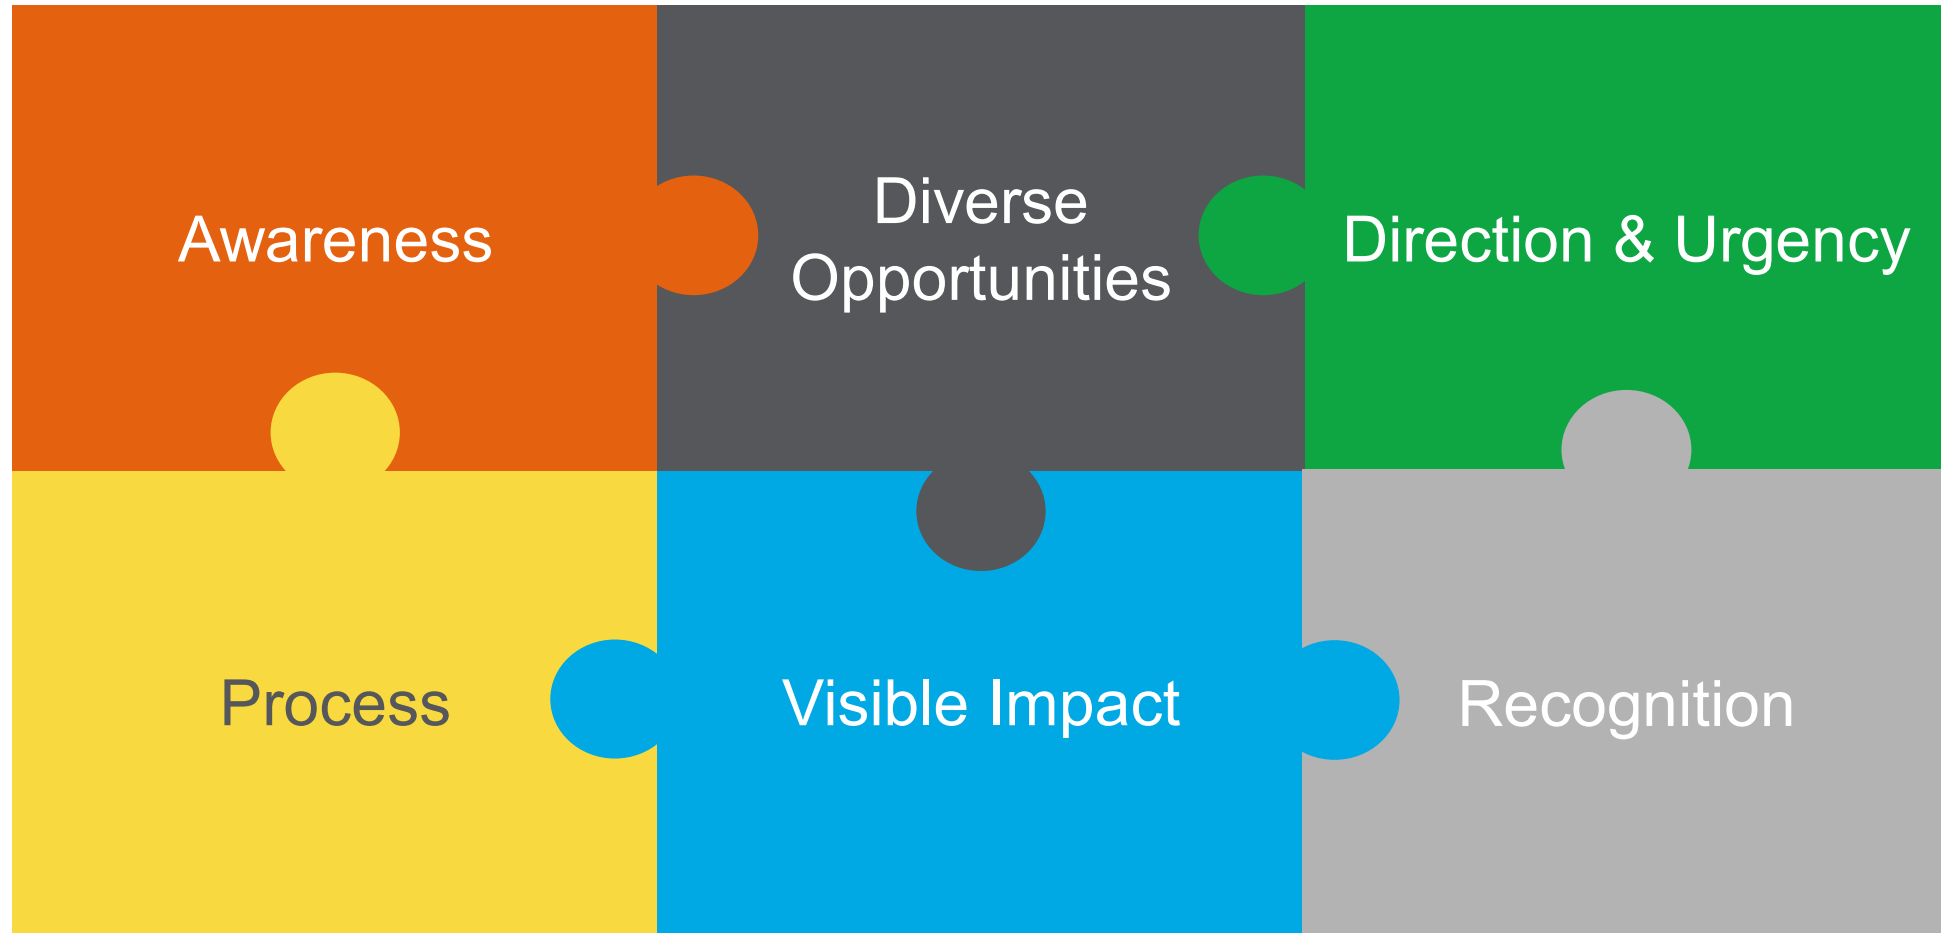 Awareness
Diverse
Opportunities
Direction & Urgency
Process
Visible Impact
Recognition